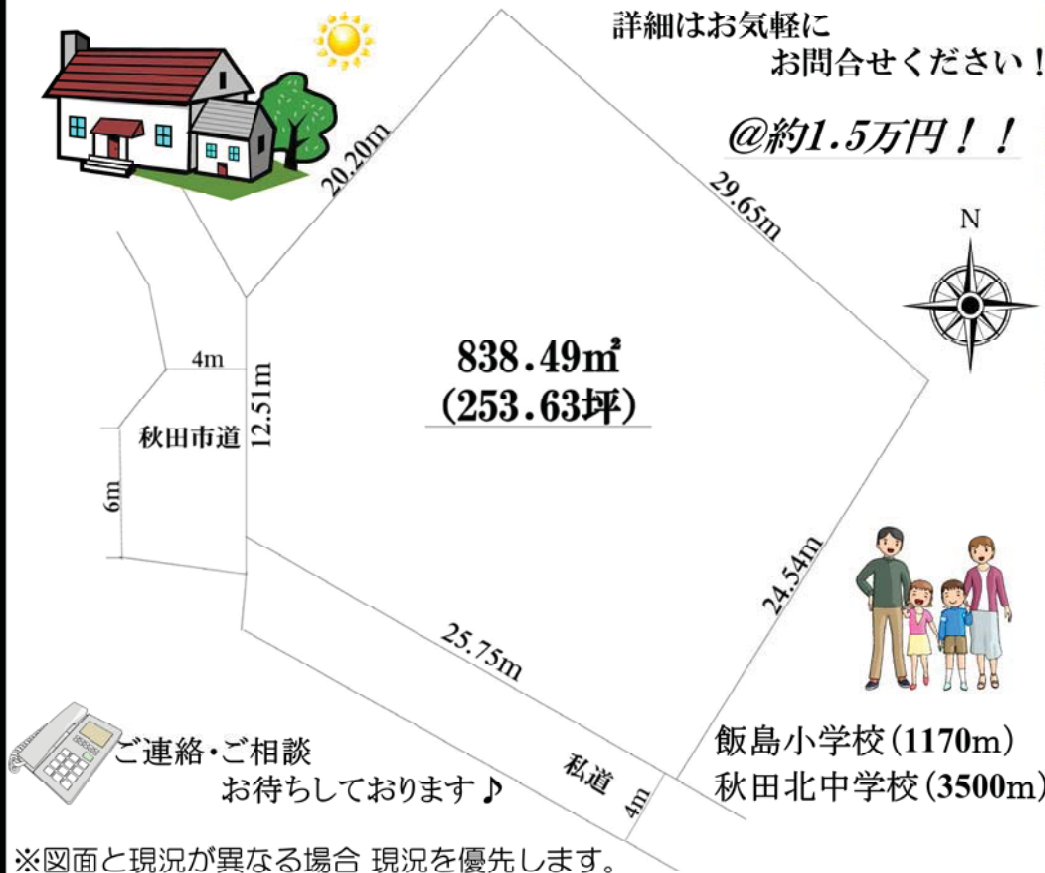 詳細はお気軽に
お問合せください！
@約1.5万円！！
20.20m
29.65m
N
838.49㎡
(253.63坪)
4m
12.51m
秋田市道
6m
24.54m
25.75m
飯島小学校(1170m)
秋田北中学校(3500m)
私道
4m
ご連絡・ご相談
お待ちしております♪
※図面と現況が異なる場合 現況を優先します。